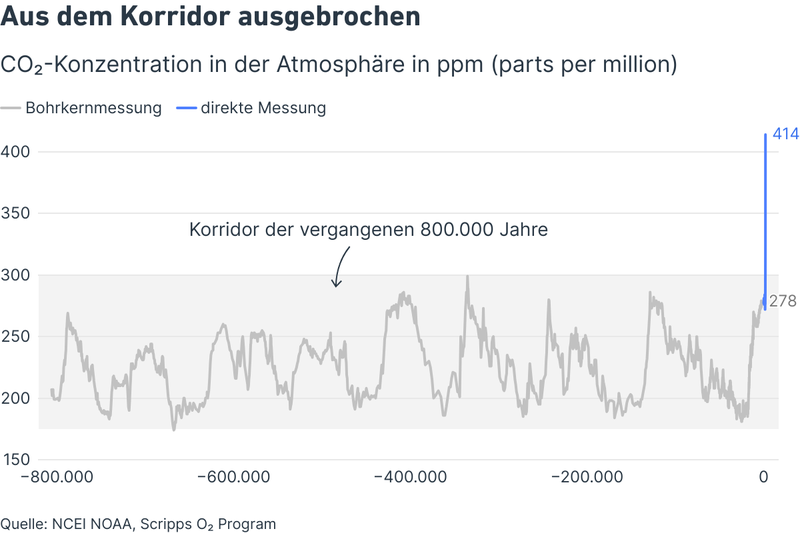 Aus dem Korridor ausgebrochen
CO₂-Konzentration in der Atmosphäre in ppm (parts per million)
Bohrkernmessung direkte Messung
414
400
350
Korridor der vergangenen 800.000 Jahre
300
278
250
200
150
−800.000 −600.000 −400.000 −200.000 0
Quelle: NCEI NOAA, Scripps O₂ Program